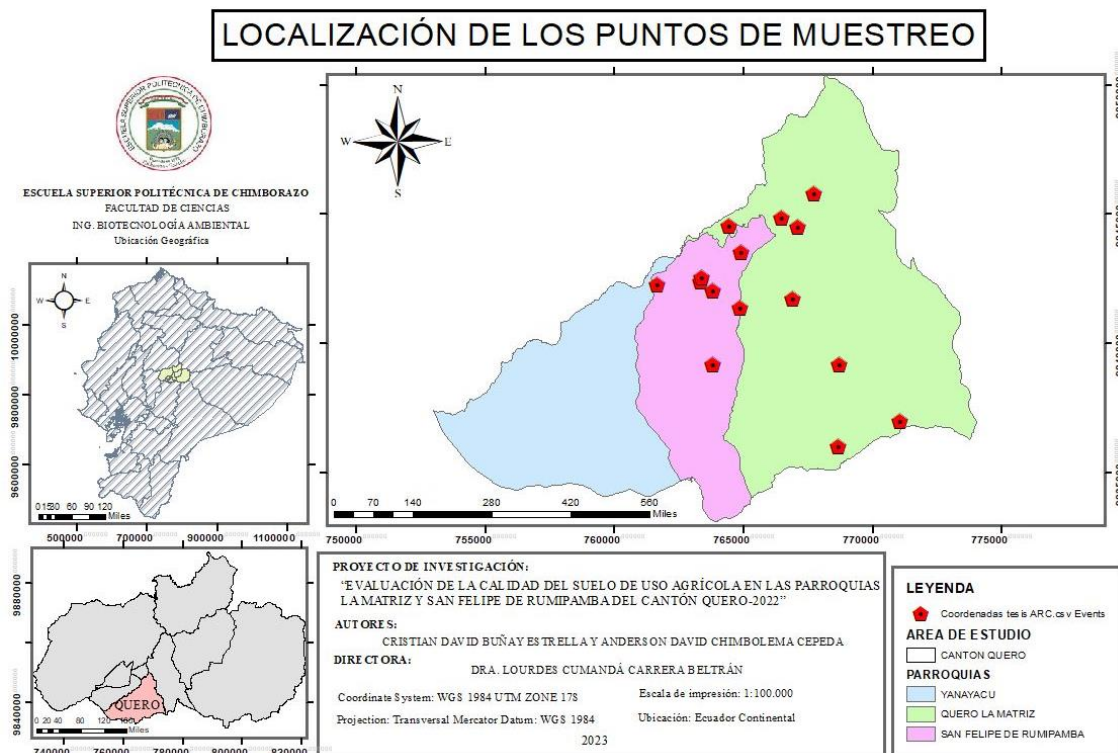 LOCALIZACIÓN DE LOS PUNTOS DE MUESTREO
ESCUELA SUPERIOR POLITÉCNICA DE CHIMBORAZO
FACULTAD DE CIENCIAS
ING. BIOTECNOLOGÍA AMBIENTAL
Ubicación Geográfica
N
W E
S
0 70 140 280 420 560
Miles
750000 755000 760000 765000 770000 775000
N
W E
S
10000000
9800000
9600000
0 15 30 60 90 120
Miles
500000 700000 900000 1100000
9880000
9840000
QUERO
0 20 40 80 120
Miles
740000 760000 780000 800000 820000
PROYECTO DE INVESTIGACIÓN:
"EVALUACIÓN DE LA CALIDAD DEL SUELO DE USO AGRÍCOLA EN LAS PARROQUIAS
LA MATRIZ Y SAN FELIPE DE RUMIPAMBA DEL CANTÓN QUERO-2022"
AUTORES:
CRISTIAN DAVID BUÑAY ESTRELLA Y ANDERSON DAVID CHIMBOLEMA CEPEDA
DIRECTORA:
DRA. LOURDES CUMANDÁ CARRERA BELTRÁN
Coordinate System: WGS 1984 UTM ZONE 17S
Escala de impresión: 1:100.000
Projection: Transversal Mercator Datum: WGS 1984
Ubicación: Ecuador Continental
2023
LEYENDA
Coordenadas tesis ARC.csv Events
AREA DE ESTUDIO
CANTON QUERO
PARROQUIAS
YANAYACU
QUERO LA MATRIZ
SAN FELIPE DE RUMIPAMBA